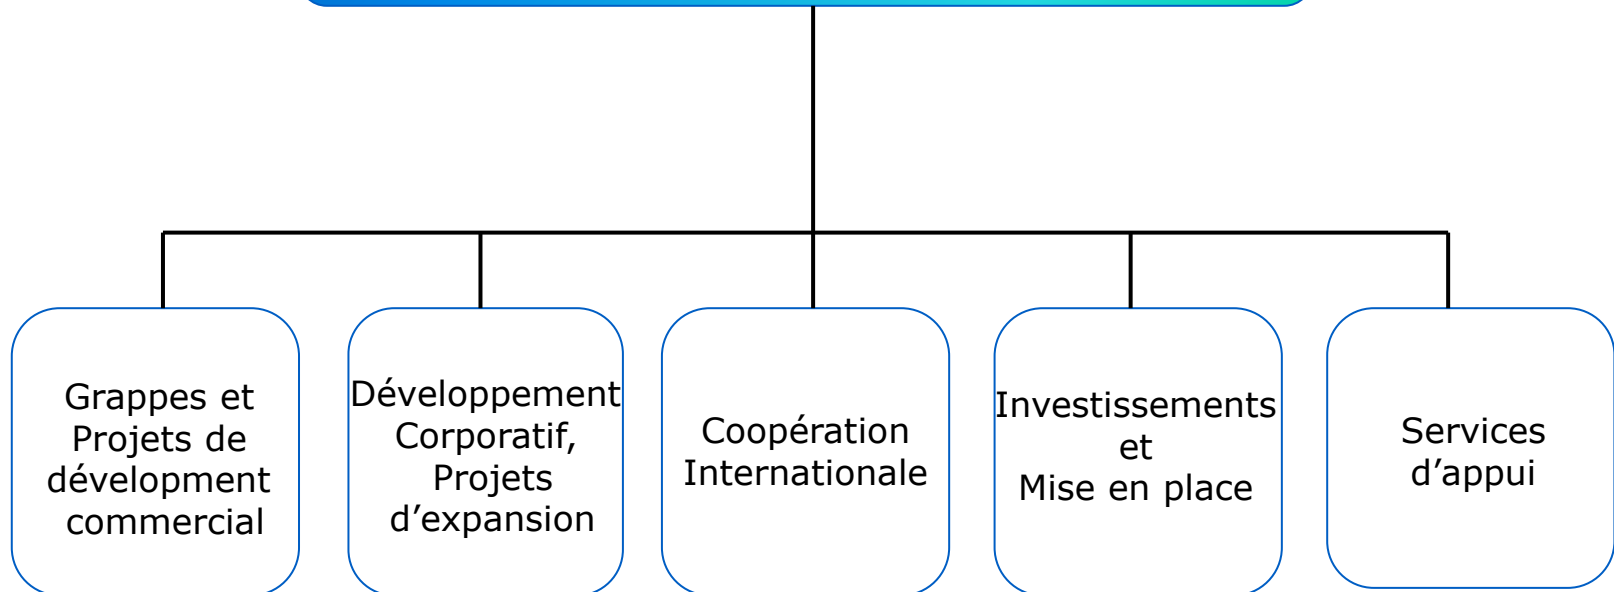 Grappes et
Projets de
dévelopment
commercial
Développement
Corporatif,
Projets
d’expansion
Coopération
Internationale
Investissements
et
Mise en place
Services
d’appui